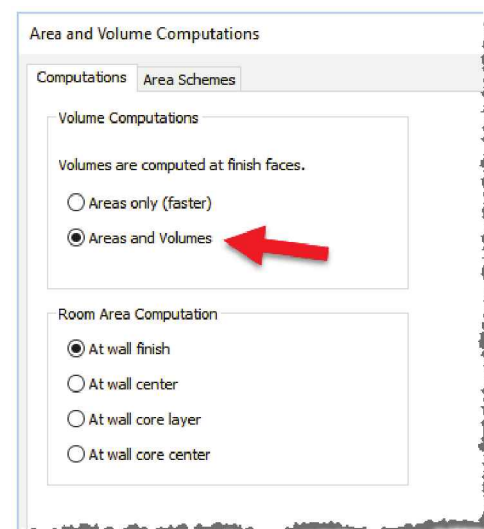 Area and Volume Computations
Computations Area Schemes
Volume Computations
Volumes are computed at finish faces.
Areas only (faster)
Areas and Volumes
Room Area Computation
At wall finish
At wall center
At wall core layer
At wall core center